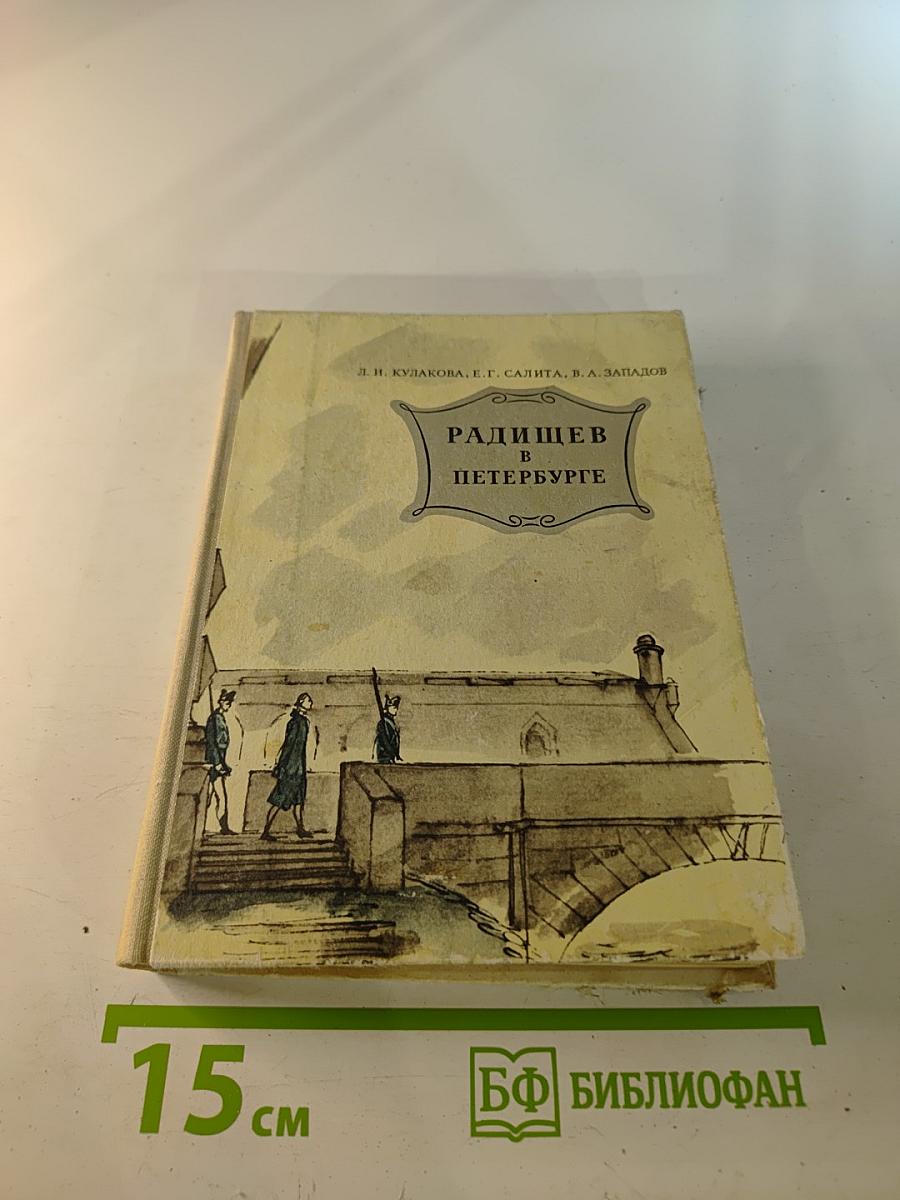 Л. И. КУЛАКОВА, Е. Г. САЛИТА, В. А. ЗАПАДОВ
РАДИЩЕВ
В
ПЕТЕРБУРГЕ
15 см
БФ БИБЛИОФАН